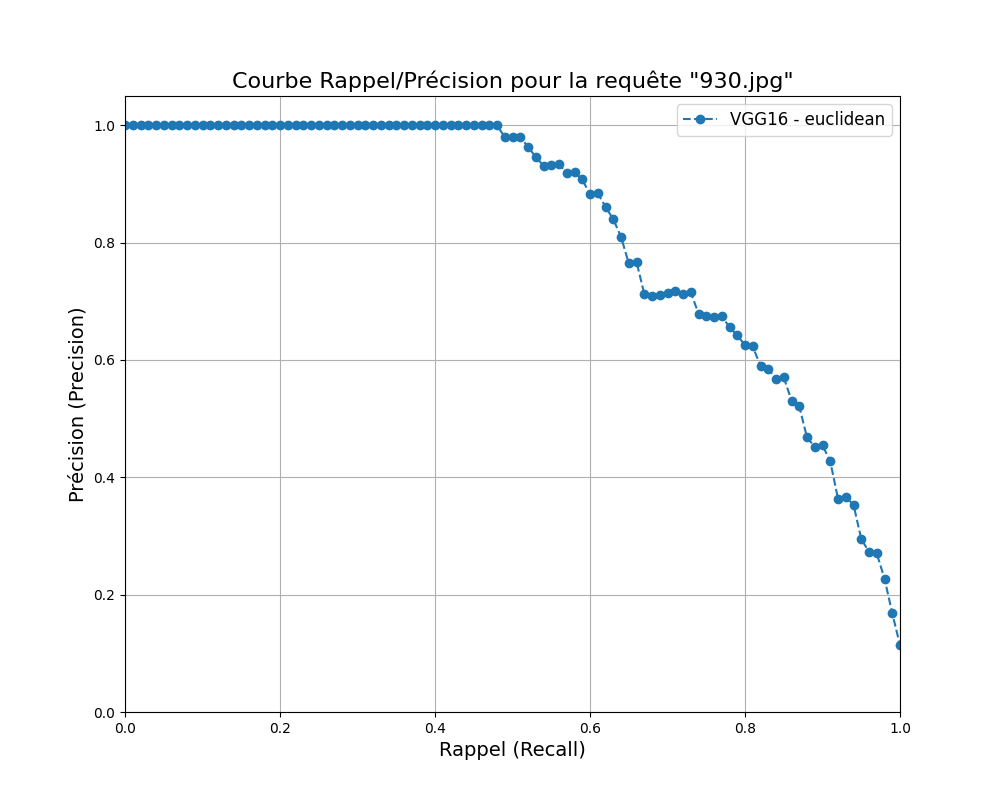 Courbe Rappel/Précision pour la requête "930.jpg"
VGG16 - euclidean
1.0
0.8
0.6
0.4
0.2
0.0
Précision (Precision)
0.0 0.2 0.4 0.6 0.8 1.0
Rappel (Recall)